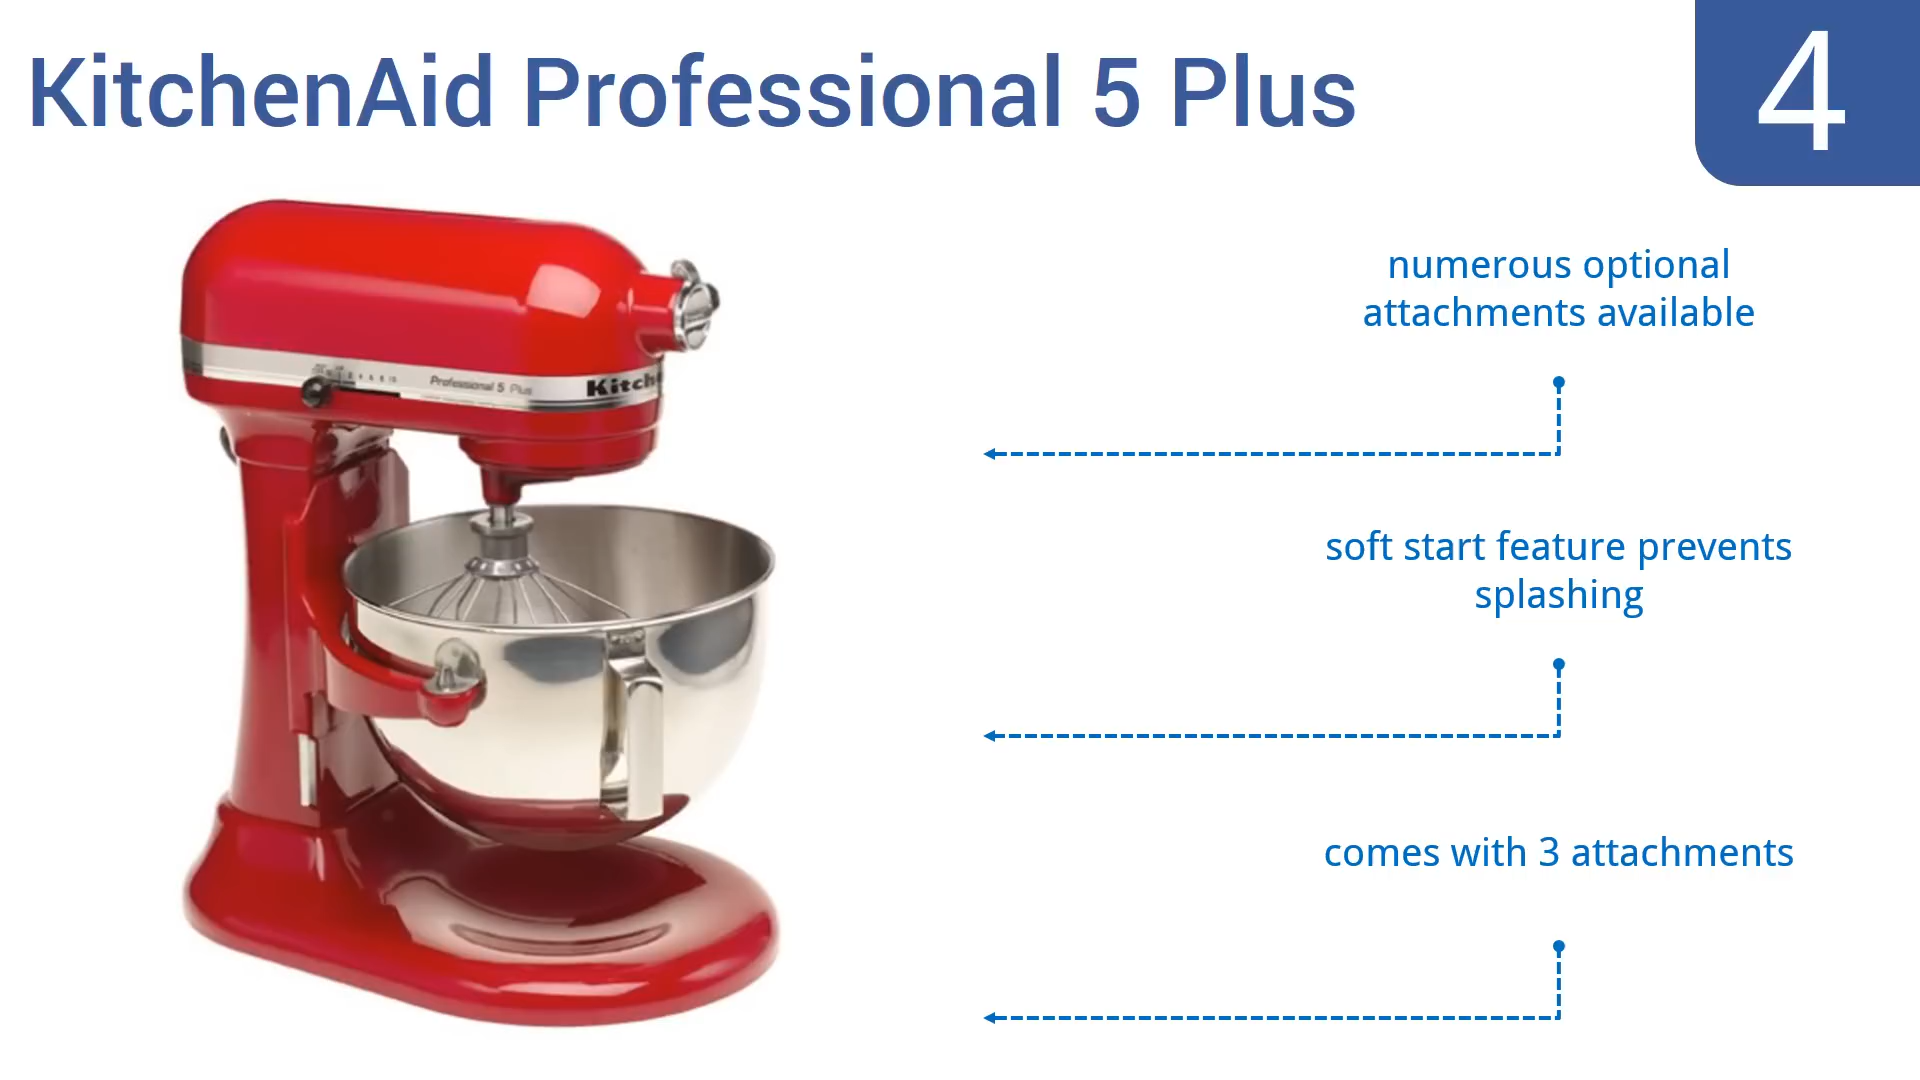 KitchenAid Professional 5 Plus
4
numerous optional
attachments available
soft start feature prevents
splashing
comes with 3 attachments
Professional 5 Plus
Kitch